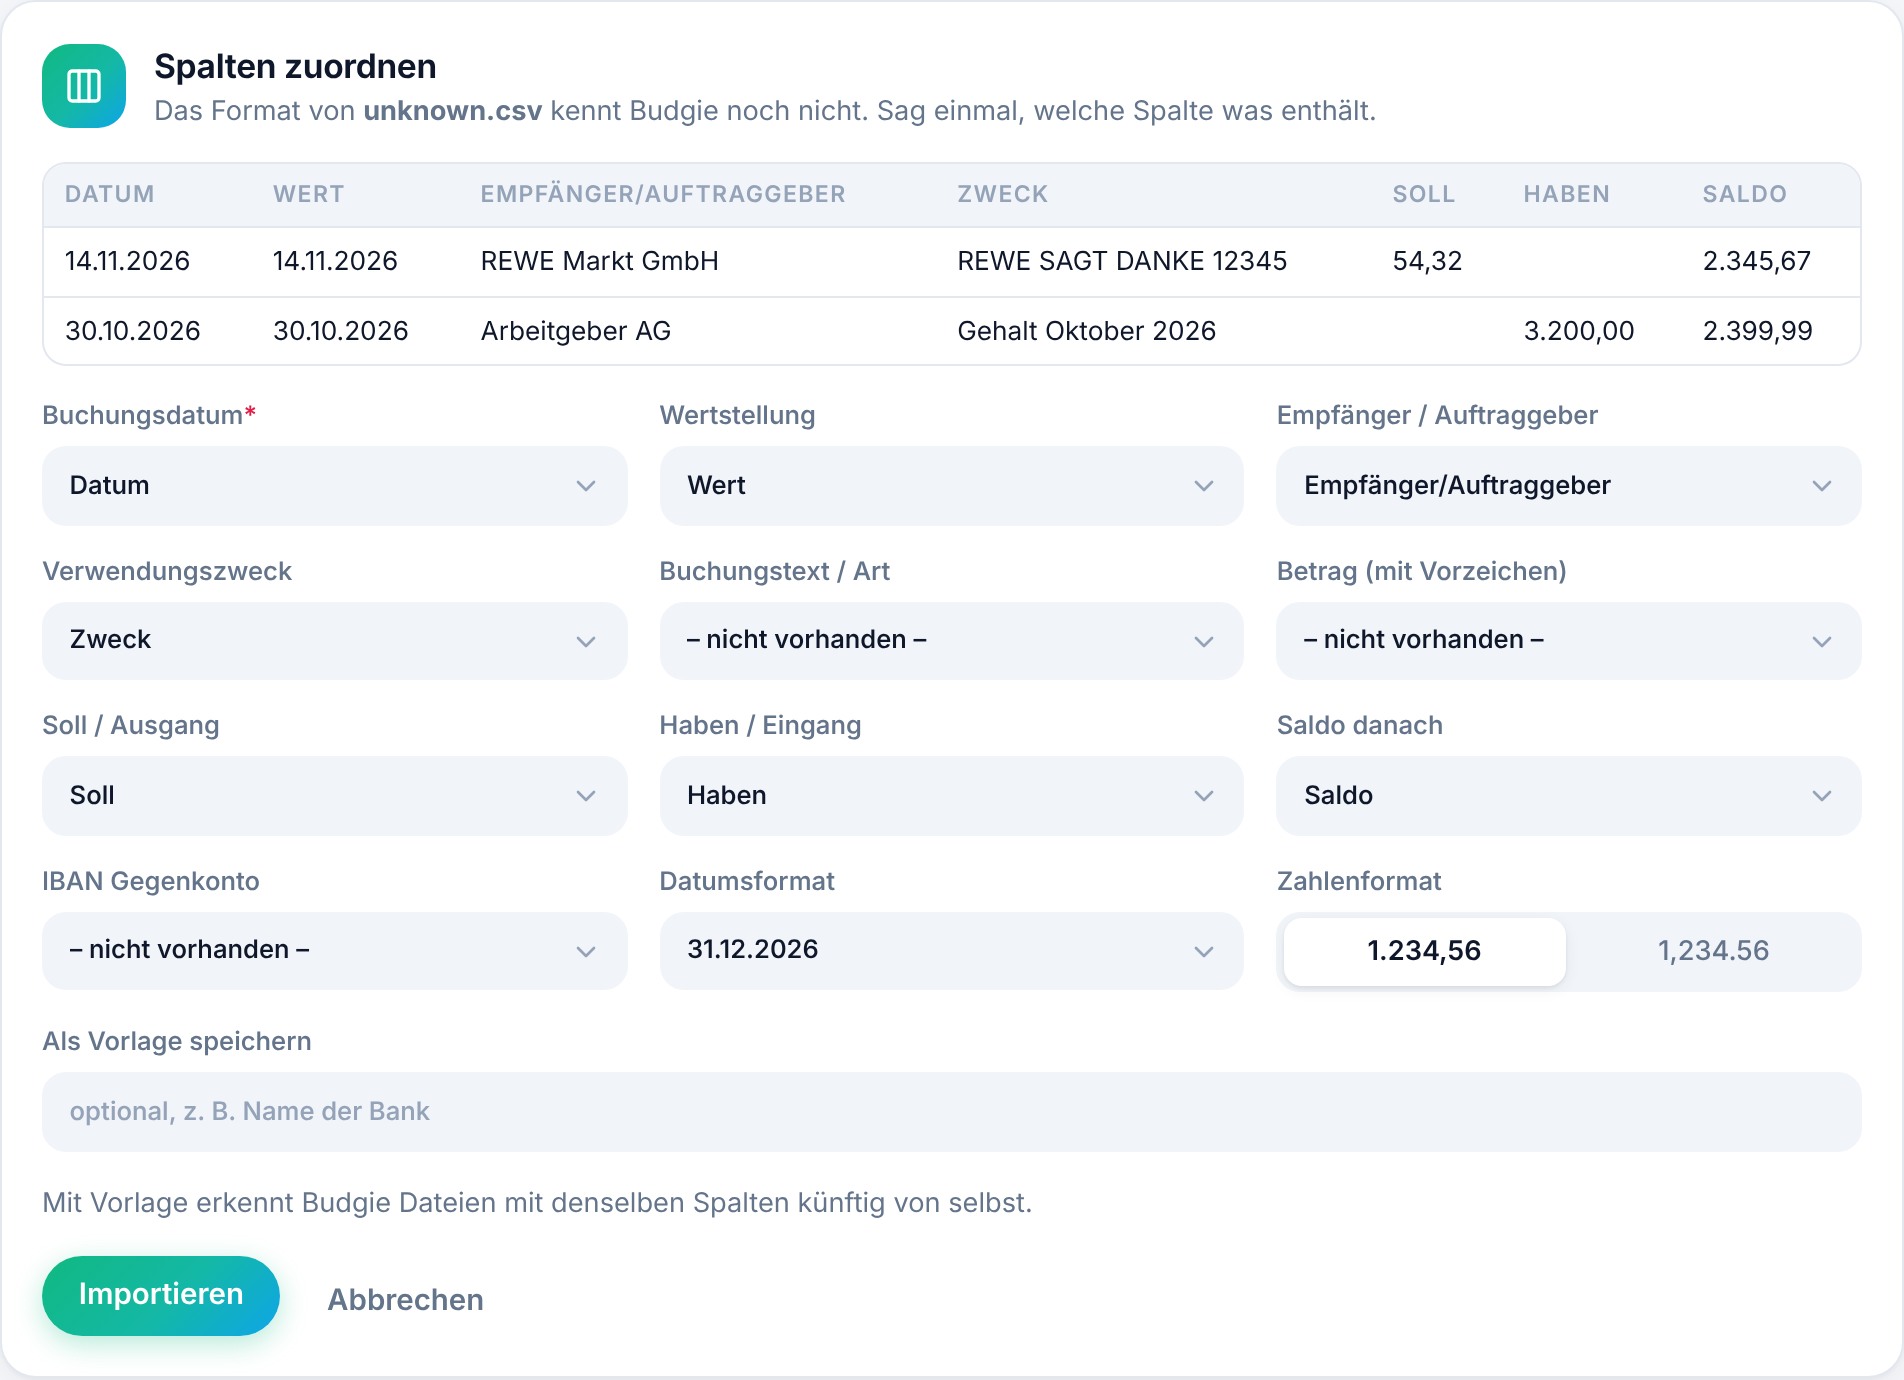 Spalten zuordnen
Das Format von unknown.csv kennt Budgie noch nicht. Sag einmal, welche Spalte was enthält.
DATUM WERT EMPFÄNGER/AUFTRAGGEBER ZWECK SOLL HABEN SALDO
14.11.2026 14.11.2026 REWE Markt GmbH REWE SAGT DANKE 12345 54,32 2.345,67
30.10.2026 30.10.2026 Arbeitgeber AG Gehalt Oktober 2026 3.200,00 2.399,99
Buchungsdatum* Wertstellung Empfänger / Auftraggeber
Datum Wert Empfänger/Auftraggeber
Verwendungszweck Buchungstext / Art Betrag (mit Vorzeichen)
Zweck – nicht vorhanden – – nicht vorhanden –
Soll / Ausgang Haben / Eingang Saldo danach
Soll Haben Saldo
IBAN Gegenkonto Datumsformat Zahlenformat
– nicht vorhanden – 31.12.2026 1.234,56 1,234.56
Als Vorlage speichern
optional, z. B. Name der Bank
Mit Vorlage erkennt Budgie Dateien mit denselben Spalten künftig von selbst.
Importieren Abbrechen